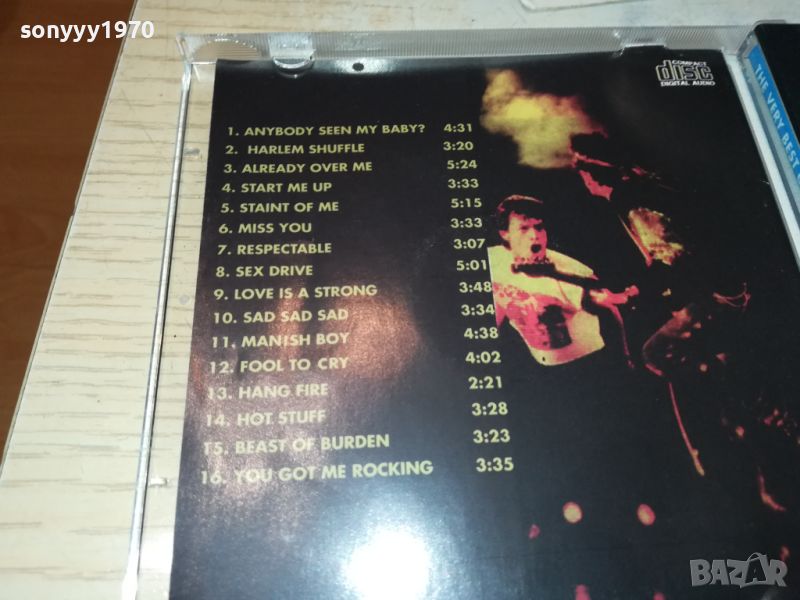 sonyyy1970
COMPACT
disc
DIGITAL AUDIO
1. ANYBODY SEEN MY BABY? 4:31
2. HARLEM SHUFFLE 3:20
3. ALREADY OVER ME 5:24
4. START ME UP 3:33
5. STAINT OF ME 5:15
6. MISS YOU 3:33
7. RESPECTABLE 3:07
8. SEX DRIVE 5:01
9. LOVE IS A STRONG 3:48
10. SAD SAD SAD 3:34
11. MANISH BOY 4:38
12. FOOL TO CRY 4:02
13. HANG FIRE 2:21
14. HOT STUFF 3:28
15. BEAST OF BURDEN 3:23
16. YOU GOT ME ROCKING 3:35
THE VERY BEST
BAZAR